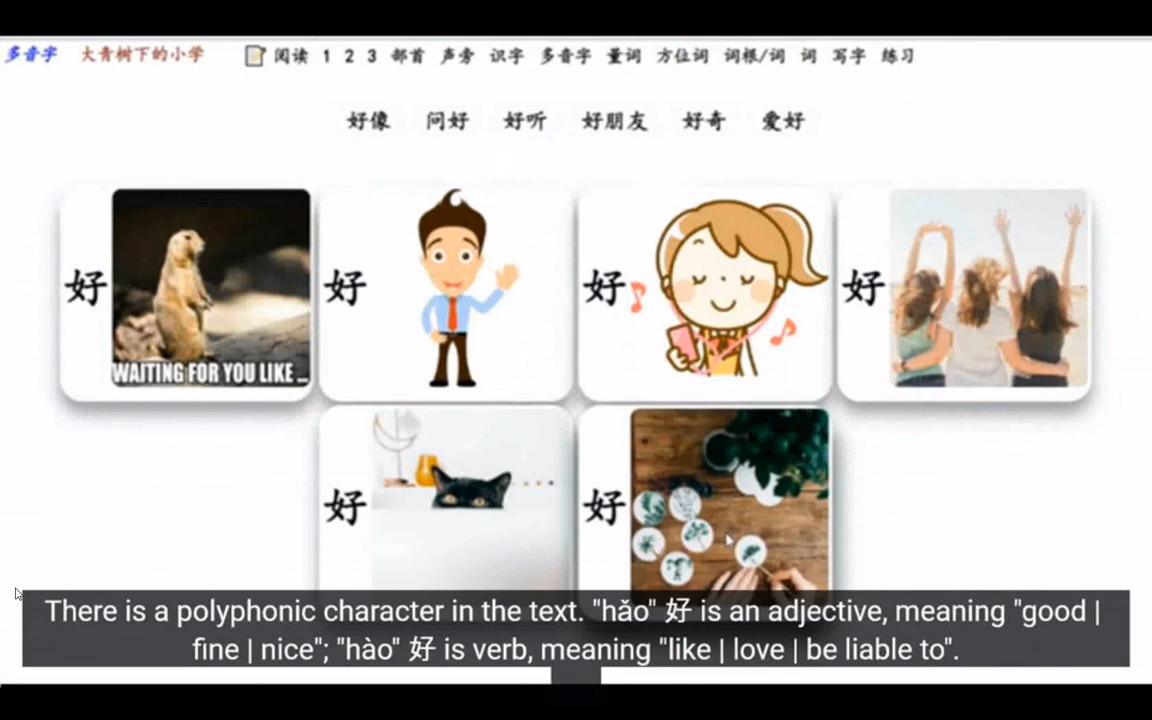 多音字 大青树下的小学 阅读 1 2 3 部首 声旁 识字 多音字 量词 方位词 词根/词 词 写字 练习
好像 问好 好听 好朋友 好奇 爱好
好 好 好 好
WAITING FOR YOU LIKE ...
好 好
There is a polyphonic character in the text. "hǎo" 好 is an adjective, meaning "good |
fine | nice"; "hào" 好 is verb, meaning "like | love | be liable to".